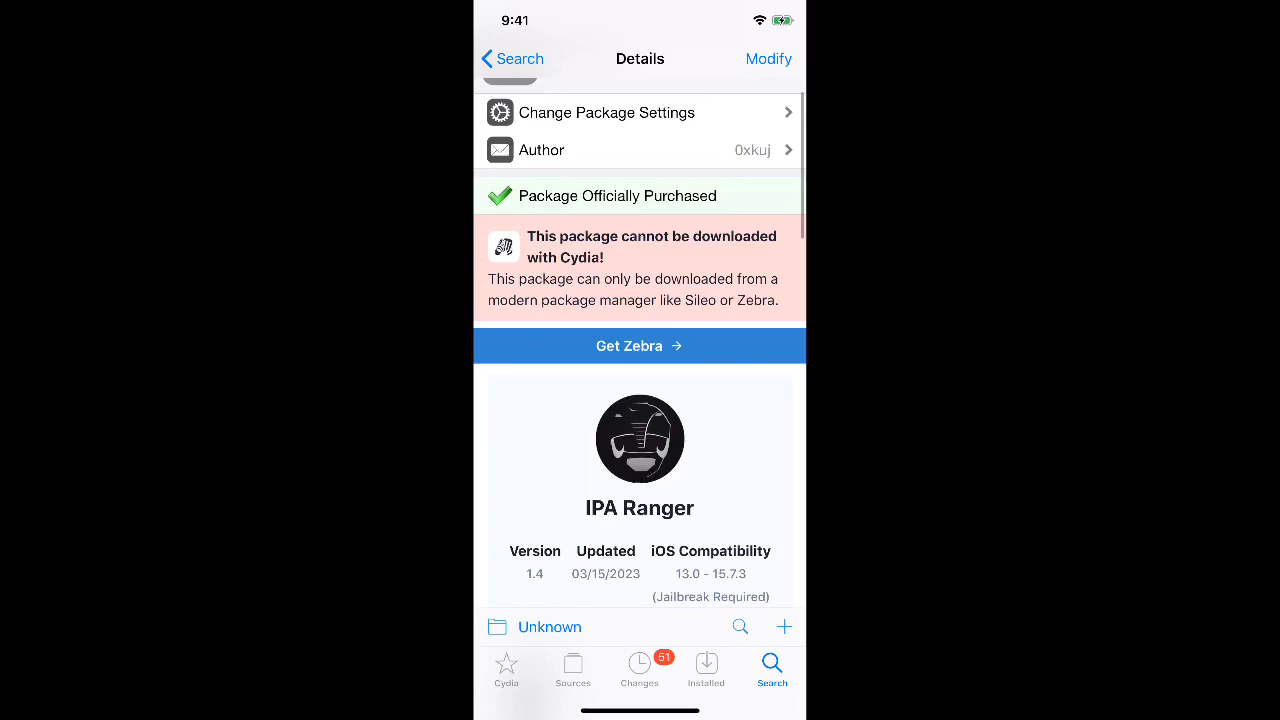 9:41
Search
Details
Modify
Change Package Settings
Author
0xkuj
Package Officially Purchased
This package cannot be downloaded
with Cydia!
This package can only be downloaded from a
modern package manager like Sileo or Zebra.
Get Zebra →
IPA Ranger
Version Updated iOS Compatibility
1.4 03/15/2023 13.0 - 15.7.3
(Jailbreak Required)
Unknown
51
Cydia Sources Changes Installed Search